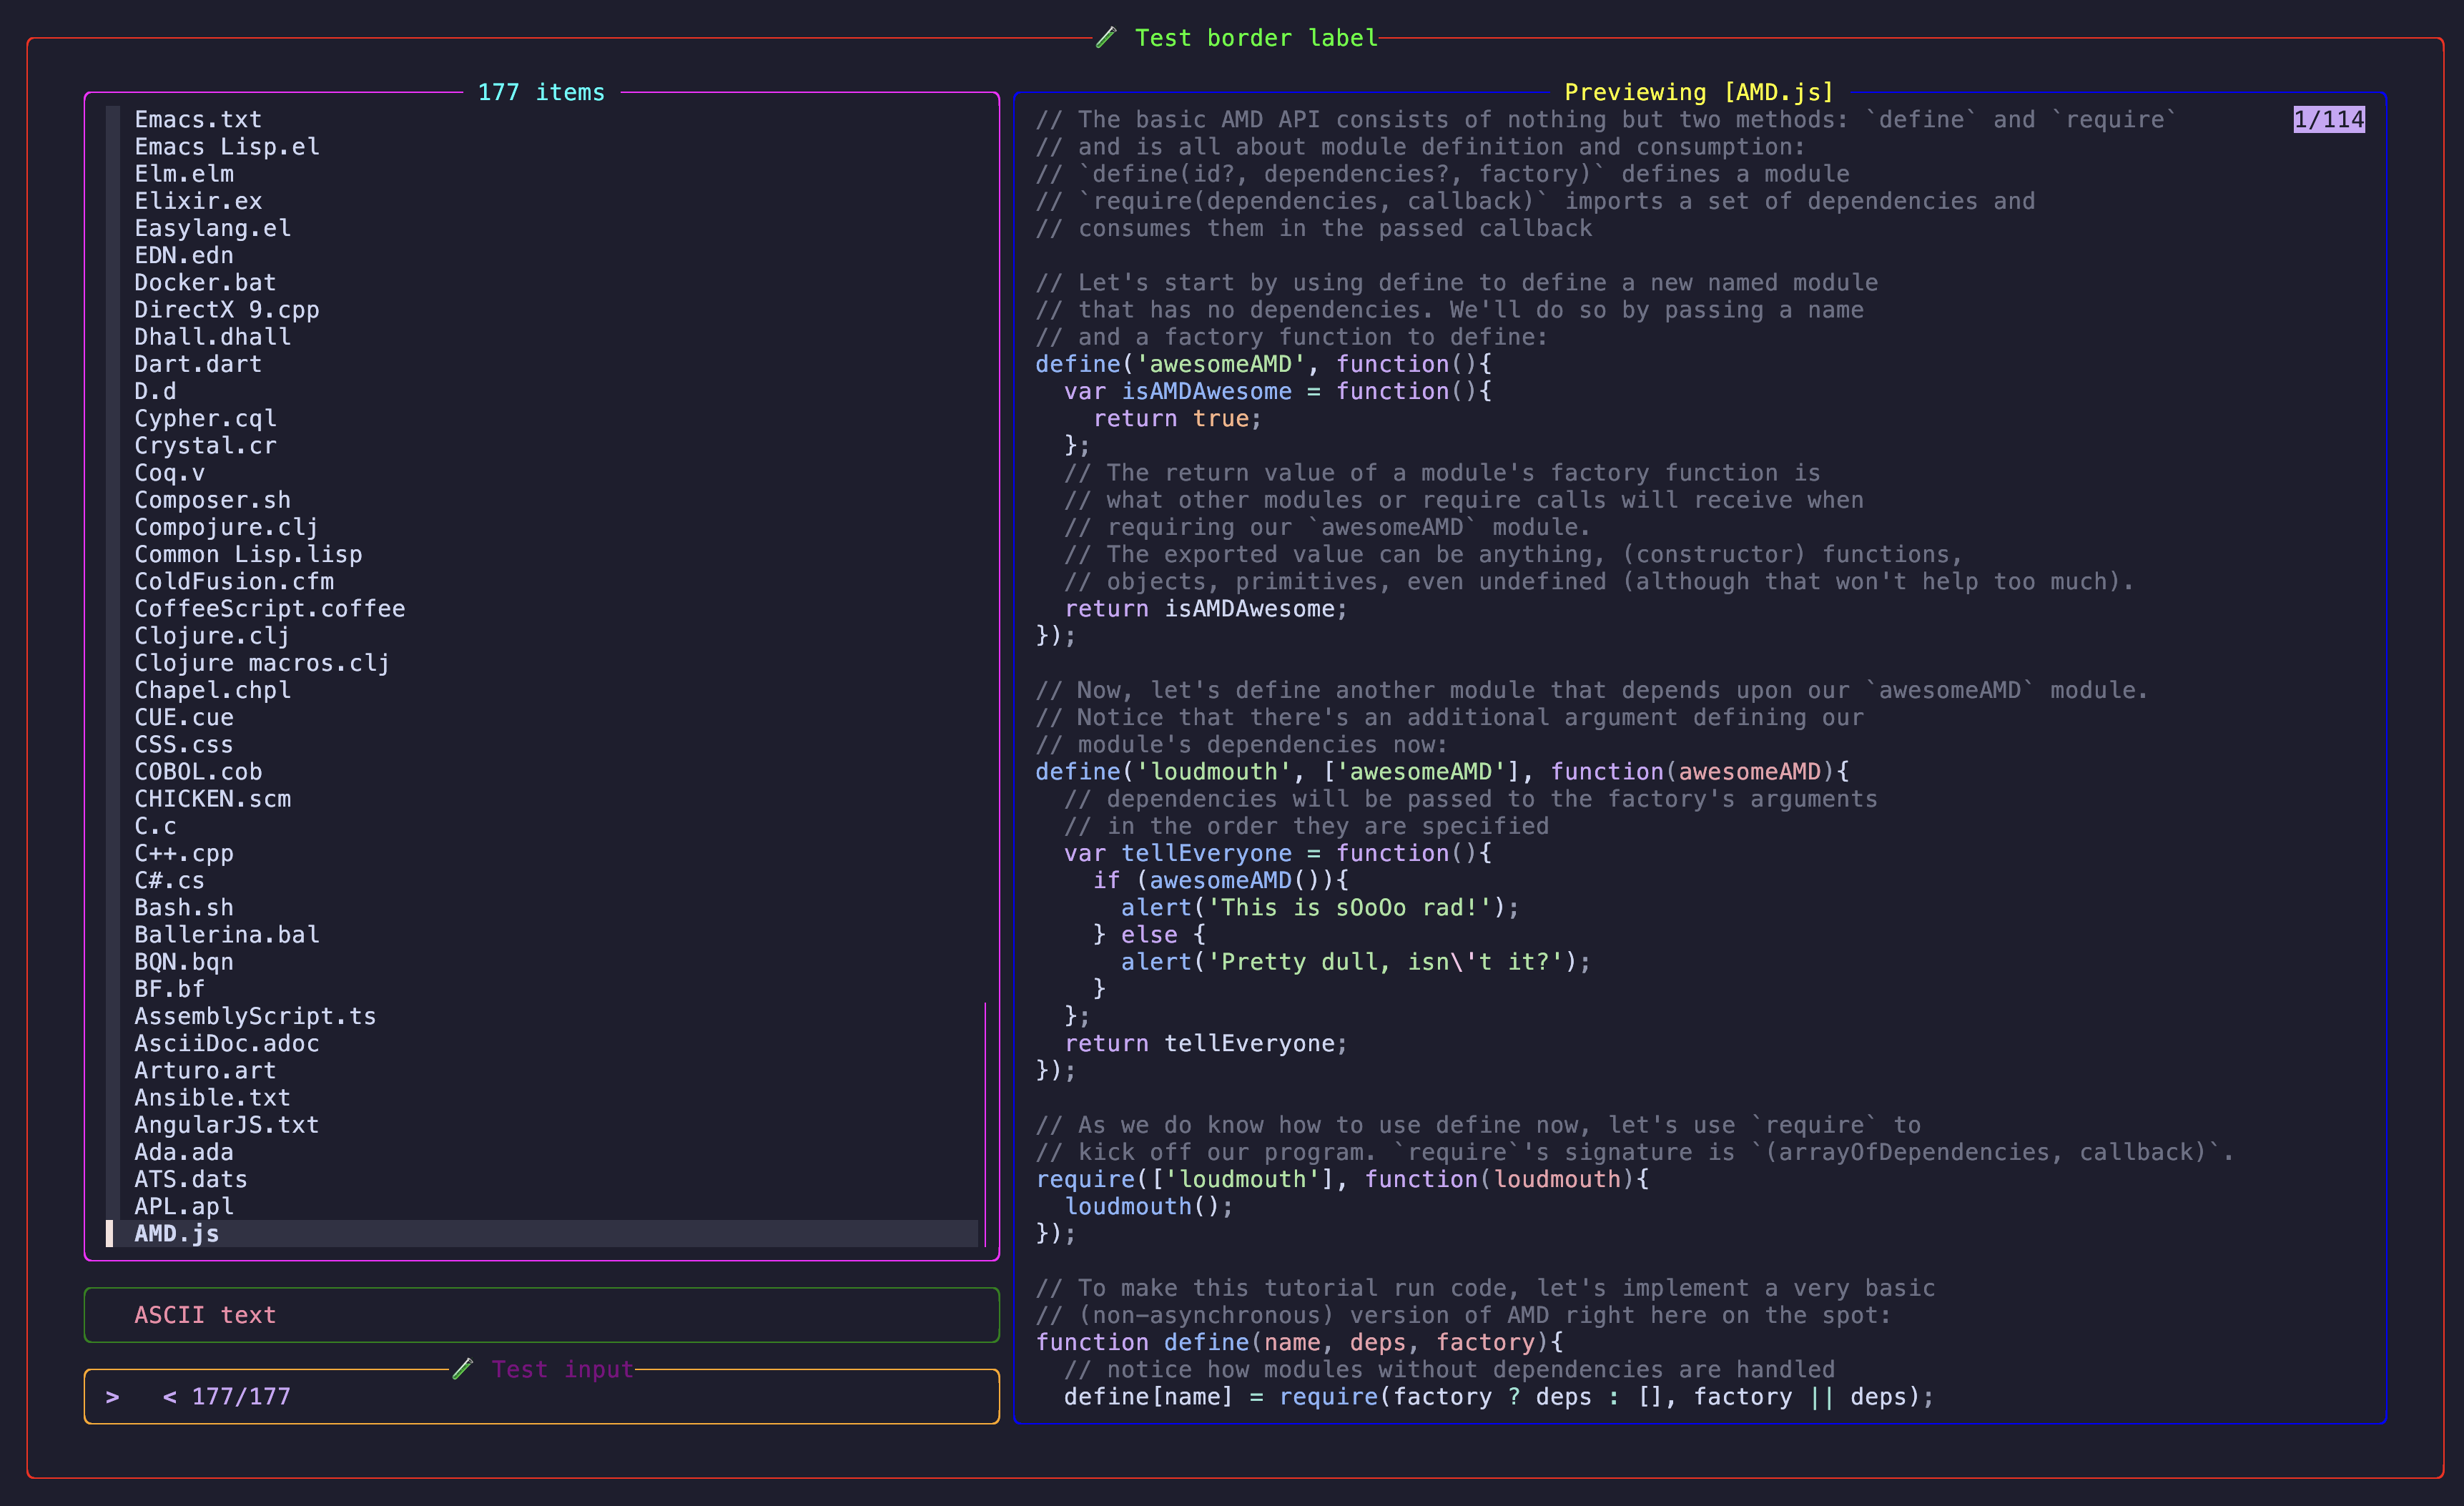 Test border label
177 items
Emacs.txt
Emacs Lisp.el
Elm.elm
Elixir.ex
Easylang.el
EDN.edn
Docker.bat
DirectX 9.cpp
Dhall.dhall
Dart.dart
D.d
Cypher.cql
Crystal.cr
Coq.v
Composer.sh
Compojure.clj
Common Lisp.lisp
ColdFusion.cfm
CoffeeScript.coffee
Clojure.clj
Clojure macros.clj
Chapel.chpl
CUE.cue
CSS.css
COBOL.cob
CHICKEN.scm
C.c
C++.cpp
C#.cs
Bash.sh
Ballerina.bal
BQN.bqn
BF.bf
AssemblyScript.ts
AsciiDoc.adoc
Arturo.art
Ansible.txt
AngularJS.txt
Ada.ada
ATS.dats
APL.apl
AMD.js
ASCII text
Test input
> < 177/177
Previewing [AMD.js]
1/114
// The basic AMD API consists of nothing but two methods: `define` and `require`
// and is all about module definition and consumption:
// `define(id?, dependencies?, factory)` defines a module
// `require(dependencies, callback)` imports a set of dependencies and
// consumes them in the passed callback
// Let's start by using define to define a new named module
// that has no dependencies. We'll do so by passing a name
// and a factory function to define:
define('awesomeAMD', function(){
  var isAMDAwesome = function(){
    return true;
  };
  // The return value of a module's factory function is
  // what other modules or require calls will receive when
  // requiring our `awesomeAMD` module.
  // The exported value can be anything, (constructor) functions,
  // objects, primitives, even undefined (although that won't help too much).
  return isAMDAwesome;
});
// Now, let's define another module that depends upon our `awesomeAMD` module.
// Notice that there's an additional argument defining our
// module's dependencies now:
define('loudmouth', ['awesomeAMD'], function(awesomeAMD){
  // dependencies will be passed to the factory's arguments
  // in the order they are specified
  var tellEveryone = function(){
    if (awesomeAMD()){
      alert('This is sOoOo rad!');
    } else {
      alert('Pretty dull, isn\'t it?');
    }
  };
  return tellEveryone;
});
// As we do know how to use define now, let's use `require` to
// kick off our program. `require`'s signature is `(arrayOfDependencies, callback)`.
require(['loudmouth'], function(loudmouth){
  loudmouth();
});
// To make this tutorial run code, let's implement a very basic
// (non-asynchronous) version of AMD right here on the spot:
function define(name, deps, factory){
  // notice how modules without dependencies are handled
  define[name] = require(factory ? deps : [], factory || deps);